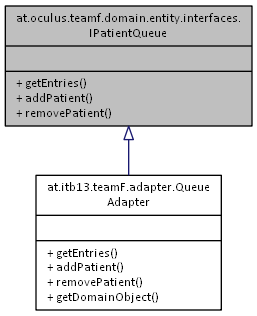 at.oculus.teamf.domain.entity.interfaces.
IPatientQueue
+ getEntries()
+ addPatient()
+ removePatient()
at.itb13.teamF.adapter.Queue
Adapter
+ getEntries()
+ addPatient()
+ removePatient()
+ getDomainObject()